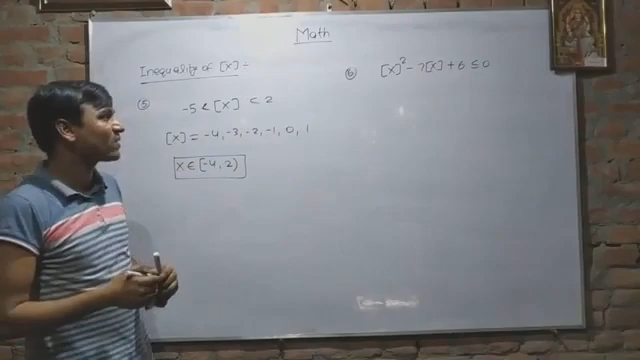 Math
Inequality of [x] :-
⑤ -5 < [x] < 2
[x] = -4, -3, -2, -1, 0, 1
x ∈ [-4, 2)
⑥ [x]² - 7[x] + 6 ≤ 0